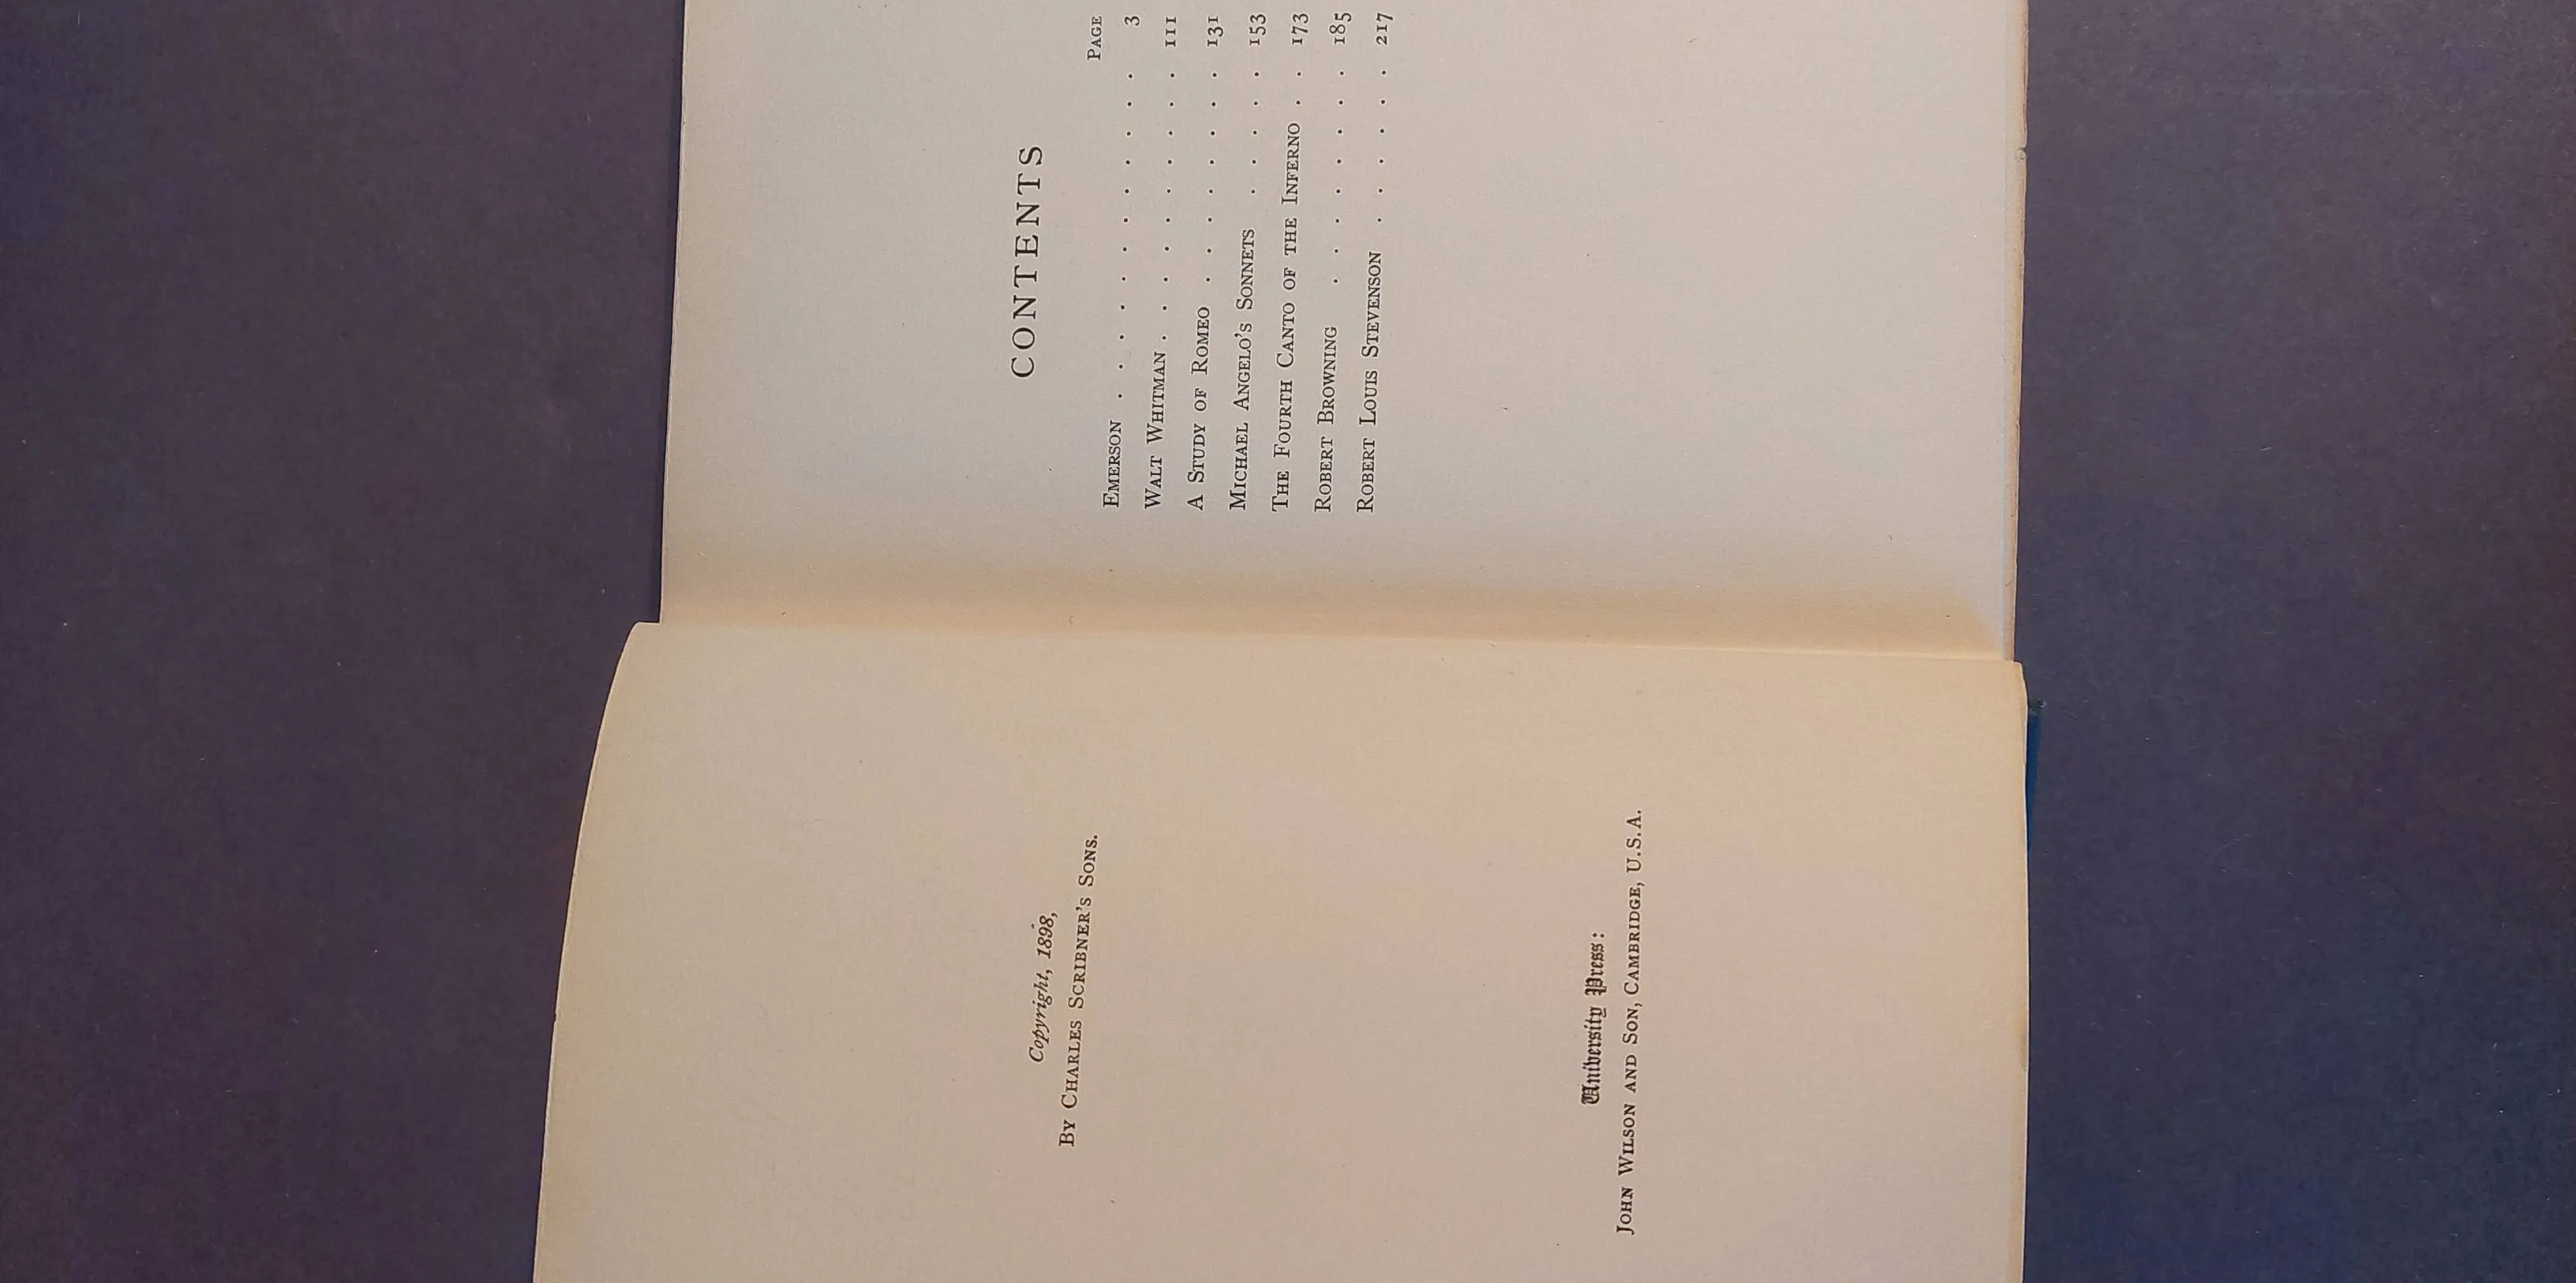 Copyright, 1898,
By Charles Scribner's Sons.
University Press:
John Wilson and Son, Cambridge, U.S.A.
CONTENTS
Page
Emerson . . . . . . . . . . . . 3
Walt Whitman . . . . . . . . . . 111
A Study of Romeo . . . . . . . . 131
Michael Angelo's Sonnets . . . . . 153
The Fourth Canto of the Inferno . . 173
Robert Browning . . . . . . . . 185
Robert Louis Stevenson . . . . . . 217